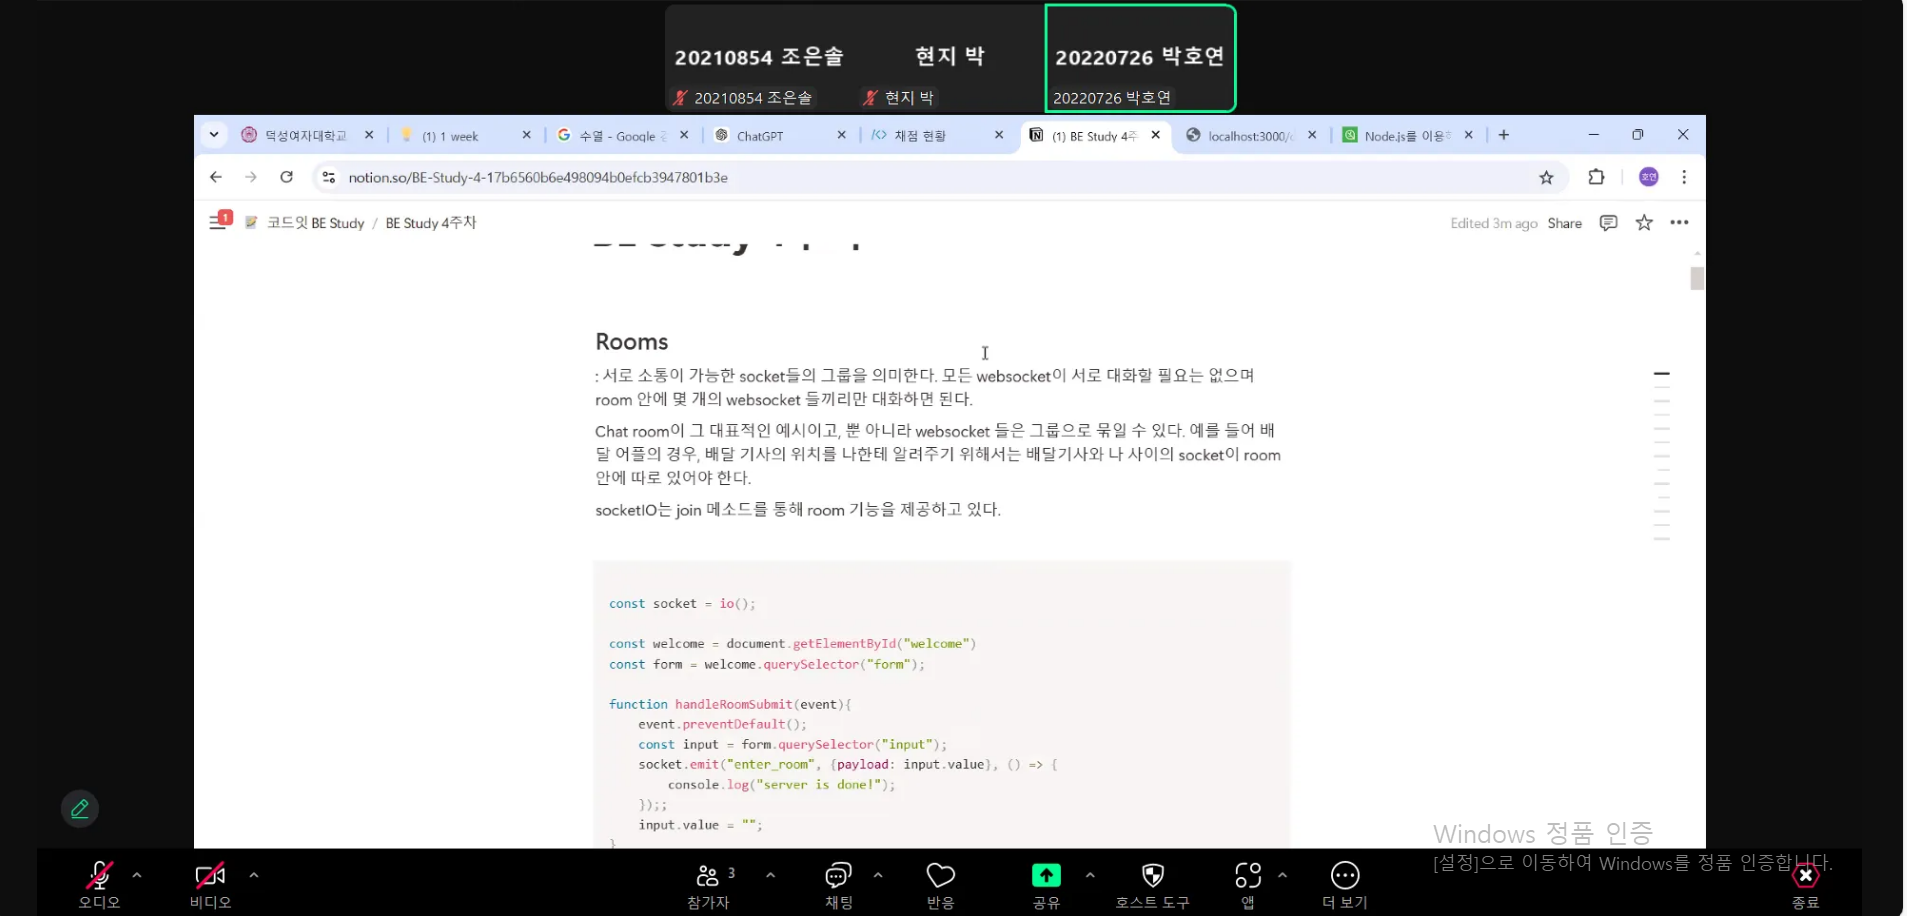 20210854 조은솔
현지 박
20220726 박호연
20210854 조은솔
현지 박
20220726 박호연
덕성여자대학교
(1) 1 week
수열 - Google
ChatGPT
채점 현황
(1) BE Study 4주
localhost:3000/
Node.js를 이용
notion.so/BE-Study-4-17b6560b6e498094b0efcb3947801b3e
호연
1
코드잇 BE Study / BE Study 4주차
Edited 3m ago Share
Rooms
: 서로 소통이 가능한 socket들의 그룹을 의미한다. 모든 websocket이 서로 대화할 필요는 없으며
room 안에 몇 개의 websocket 들끼리만 대화하면 된다.
Chat room이 그 대표적인 예시이고, 뿐 아니라 websocket 들은 그룹으로 묶일 수 있다. 예를 들어 배
달 어플의 경우, 배달 기사의 위치를 나한테 알려주기 위해서는 배달기사와 나 사이의 socket이 room
안에 따로 있어야 한다.
socketIO는 join 메소드를 통해 room 기능을 제공하고 있다.
const socket = io();
const welcome = document.getElementById("welcome")
const form = welcome.querySelector("form");
function handleRoomSubmit(event){
event.preventDefault();
const input = form.querySelector("input");
socket.emit("enter_room", {payload: input.value}, () => {
console.log("server is done!");
});;
input.value = "";
}
Windows 정품 인증
[설정]으로 이동하여 Windows를 정품 인증합니다.
3
오디오
비디오
참가자
채팅
반응
공유
호스트 도구
앱
더 보기
종료